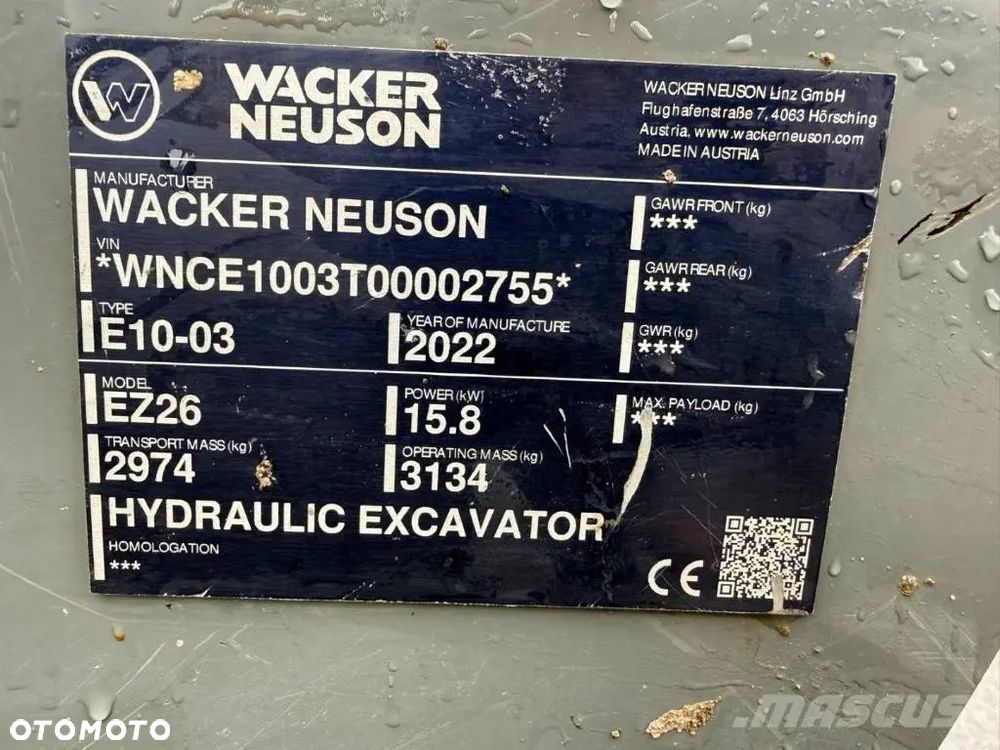 WACKER
NEUSON
WACKER NEUSON Linz GmbH
Flughafenstraße 7, 4063 Hörsching
Austria, www.wackerneuson.com
MADE IN AUSTRIA
MANUFACTURER
WACKER NEUSON
VIN
*WNCE1003T00002755*
TYPE
E10-03
YEAR OF MANUFACTURE
2022
GAWR FRONT (kg)
***
GAWR REAR (kg)
***
GWR (kg)
***
MODEL
EZ26
POWER (kW)
15.8
MAX. PAYLOAD (kg)
***
TRANSPORT MASS (kg)
2974
OPERATING MASS (kg)
3134
HYDRAULIC EXCAVATOR
HOMOLOGATION
***
CE
OTOMOTO
MASCUS